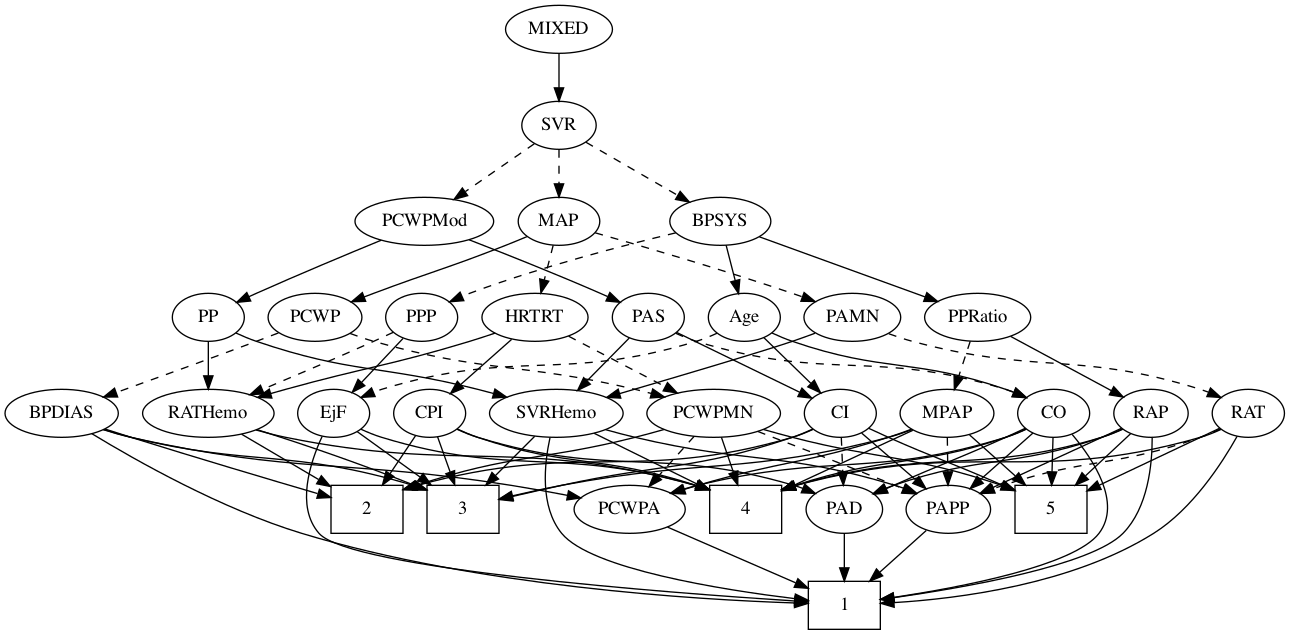 MIXED
SVR
PCWPMod MAP BPSYS
PP PCWP PPP HRTRT PAS Age PAMN PPRatio
BPDIAS RATHemo EjF CPI SVRHemo PCWPMN CI MPAP CO RAP RAT
2 3 PCWPA 4 PAD PAPP 5
1